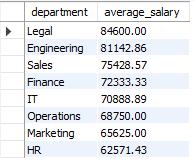 department average_salary
Legal 84600.00
Engineering 81142.86
Sales 75428.57
Finance 72333.33
IT 70888.89
Operations 68750.00
Marketing 65625.00
HR 62571.43